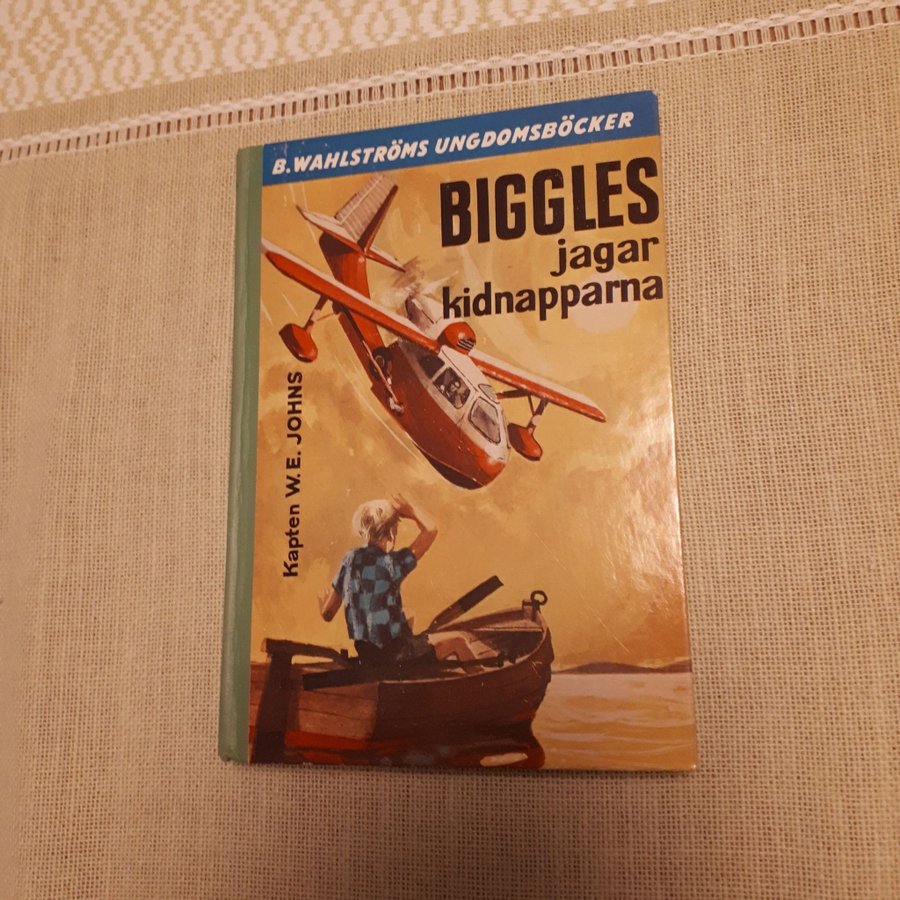 B. WAHLSTRÖMS UNGDOMSBÖCKER
BIGGLES
jagar
kidnapparna
Kapten W. E. JOHNS